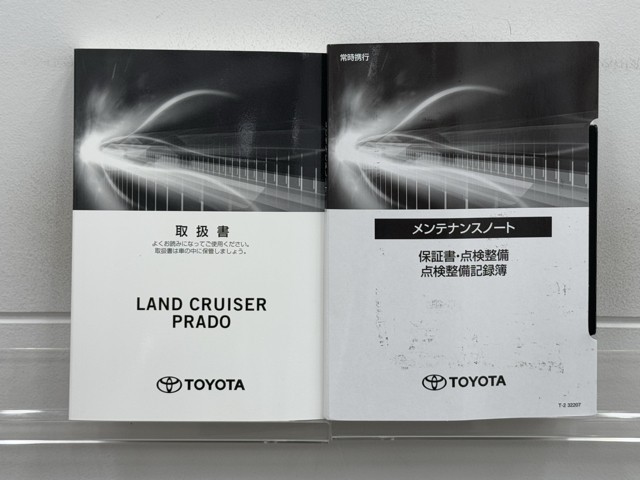 取扱書
よくお読みになってご使用ください。
取扱書は車の中に保管しましょう。
LAND CRUISER
PRADO
TOYOTA
常時携行
メンテナンスノート
保証書・点検整備
点検整備記録簿
TOYOTA
T-2 32207